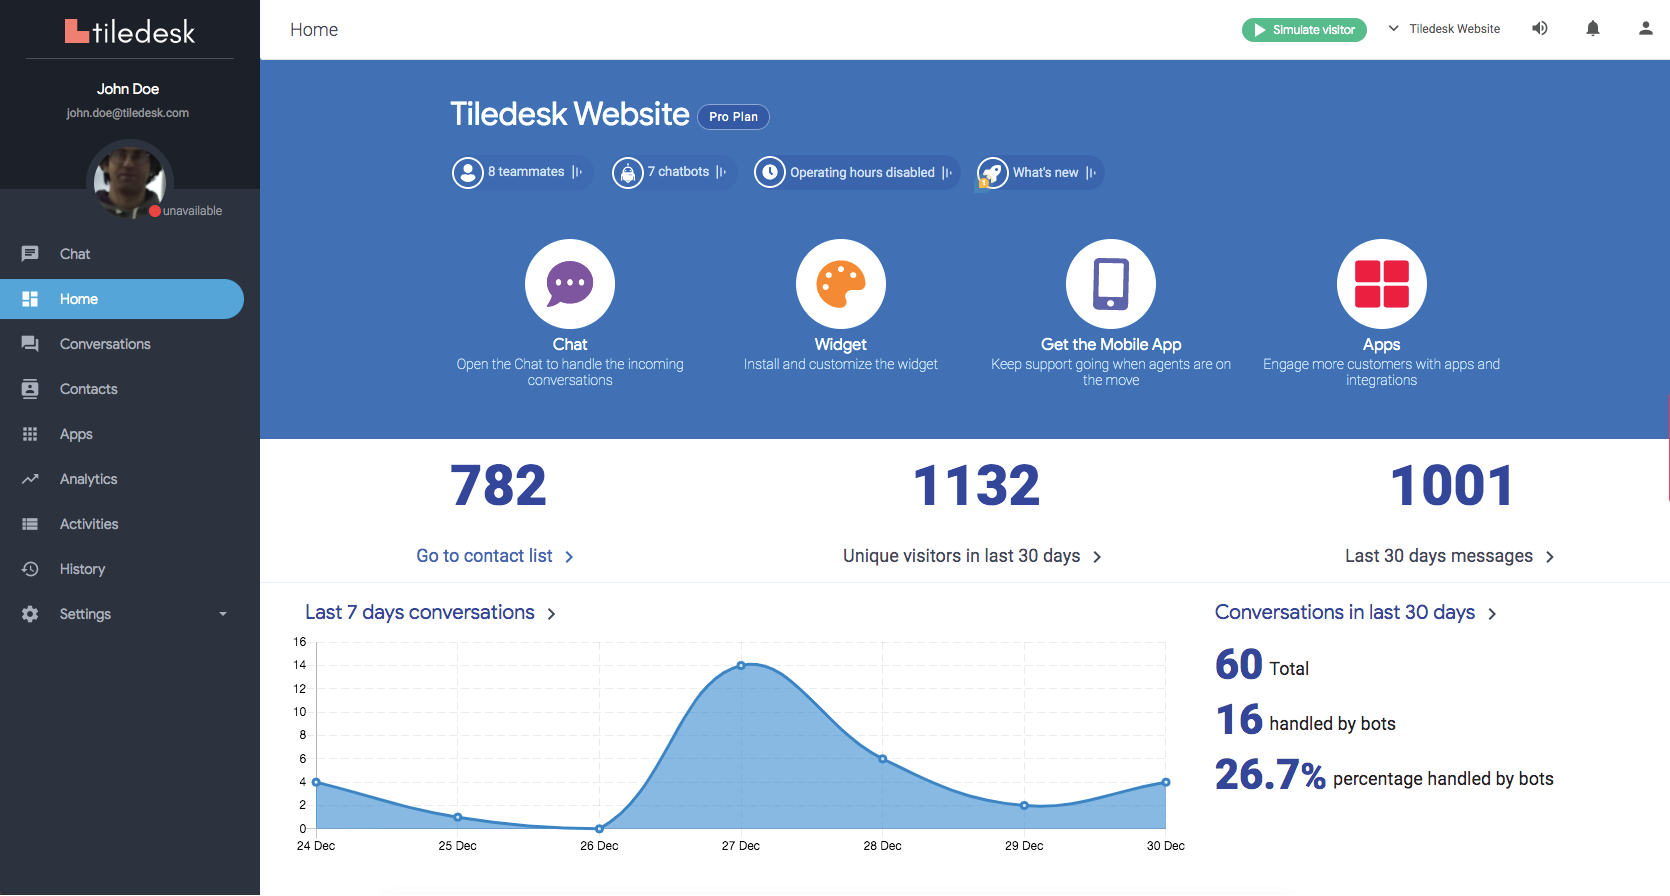 tiledesk
John Doe
john.doe@tiledesk.com
unavailable
Chat
Home
Conversations
Contacts
Apps
Analytics
Activities
History
Settings
Home
Simulate visitor
Tiledesk Website
Tiledesk Website Pro Plan
8 teammates
7 chatbots
Operating hours disabled
1
What's new
Chat
Open the Chat to handle the incoming
conversations
Widget
Install and customize the widget
Get the Mobile App
Keep support going when agents are on
the move
Apps
Engage more customers with apps and
integrations
782
Go to contact list
1132
Unique visitors in last 30 days
1001
Last 30 days messages
Last 7 days conversations
16
14
12
10
8
6
4
2
0
24 Dec
25 Dec
26 Dec
27 Dec
28 Dec
29 Dec
30 Dec
Conversations in last 30 days
60 Total
16 handled by bots
26.7% percentage handled by bots